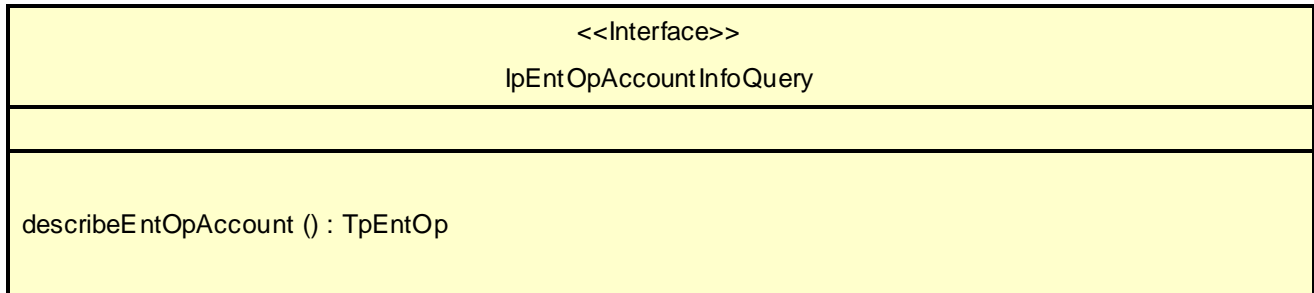 <<Interface>>
IpEntOpAccountInfoQuery
describeEntOpAccount () : TpEntOp